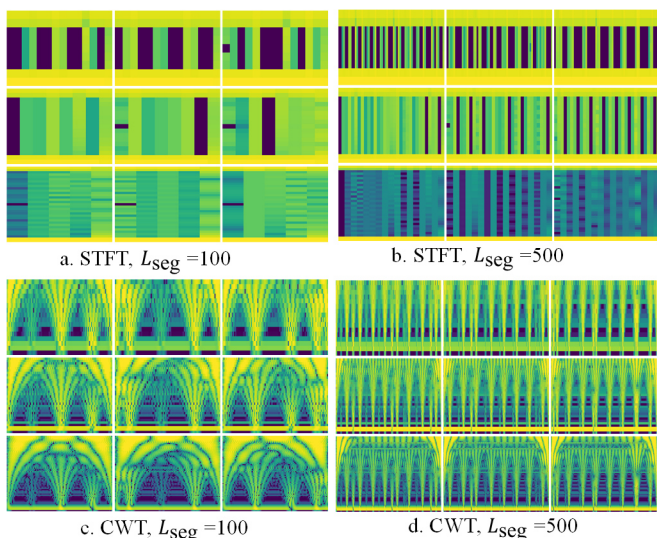 a. STFT, Lseg =100
b. STFT, Lseg =500
c. CWT, Lseg =100
d. CWT, Lseg =500